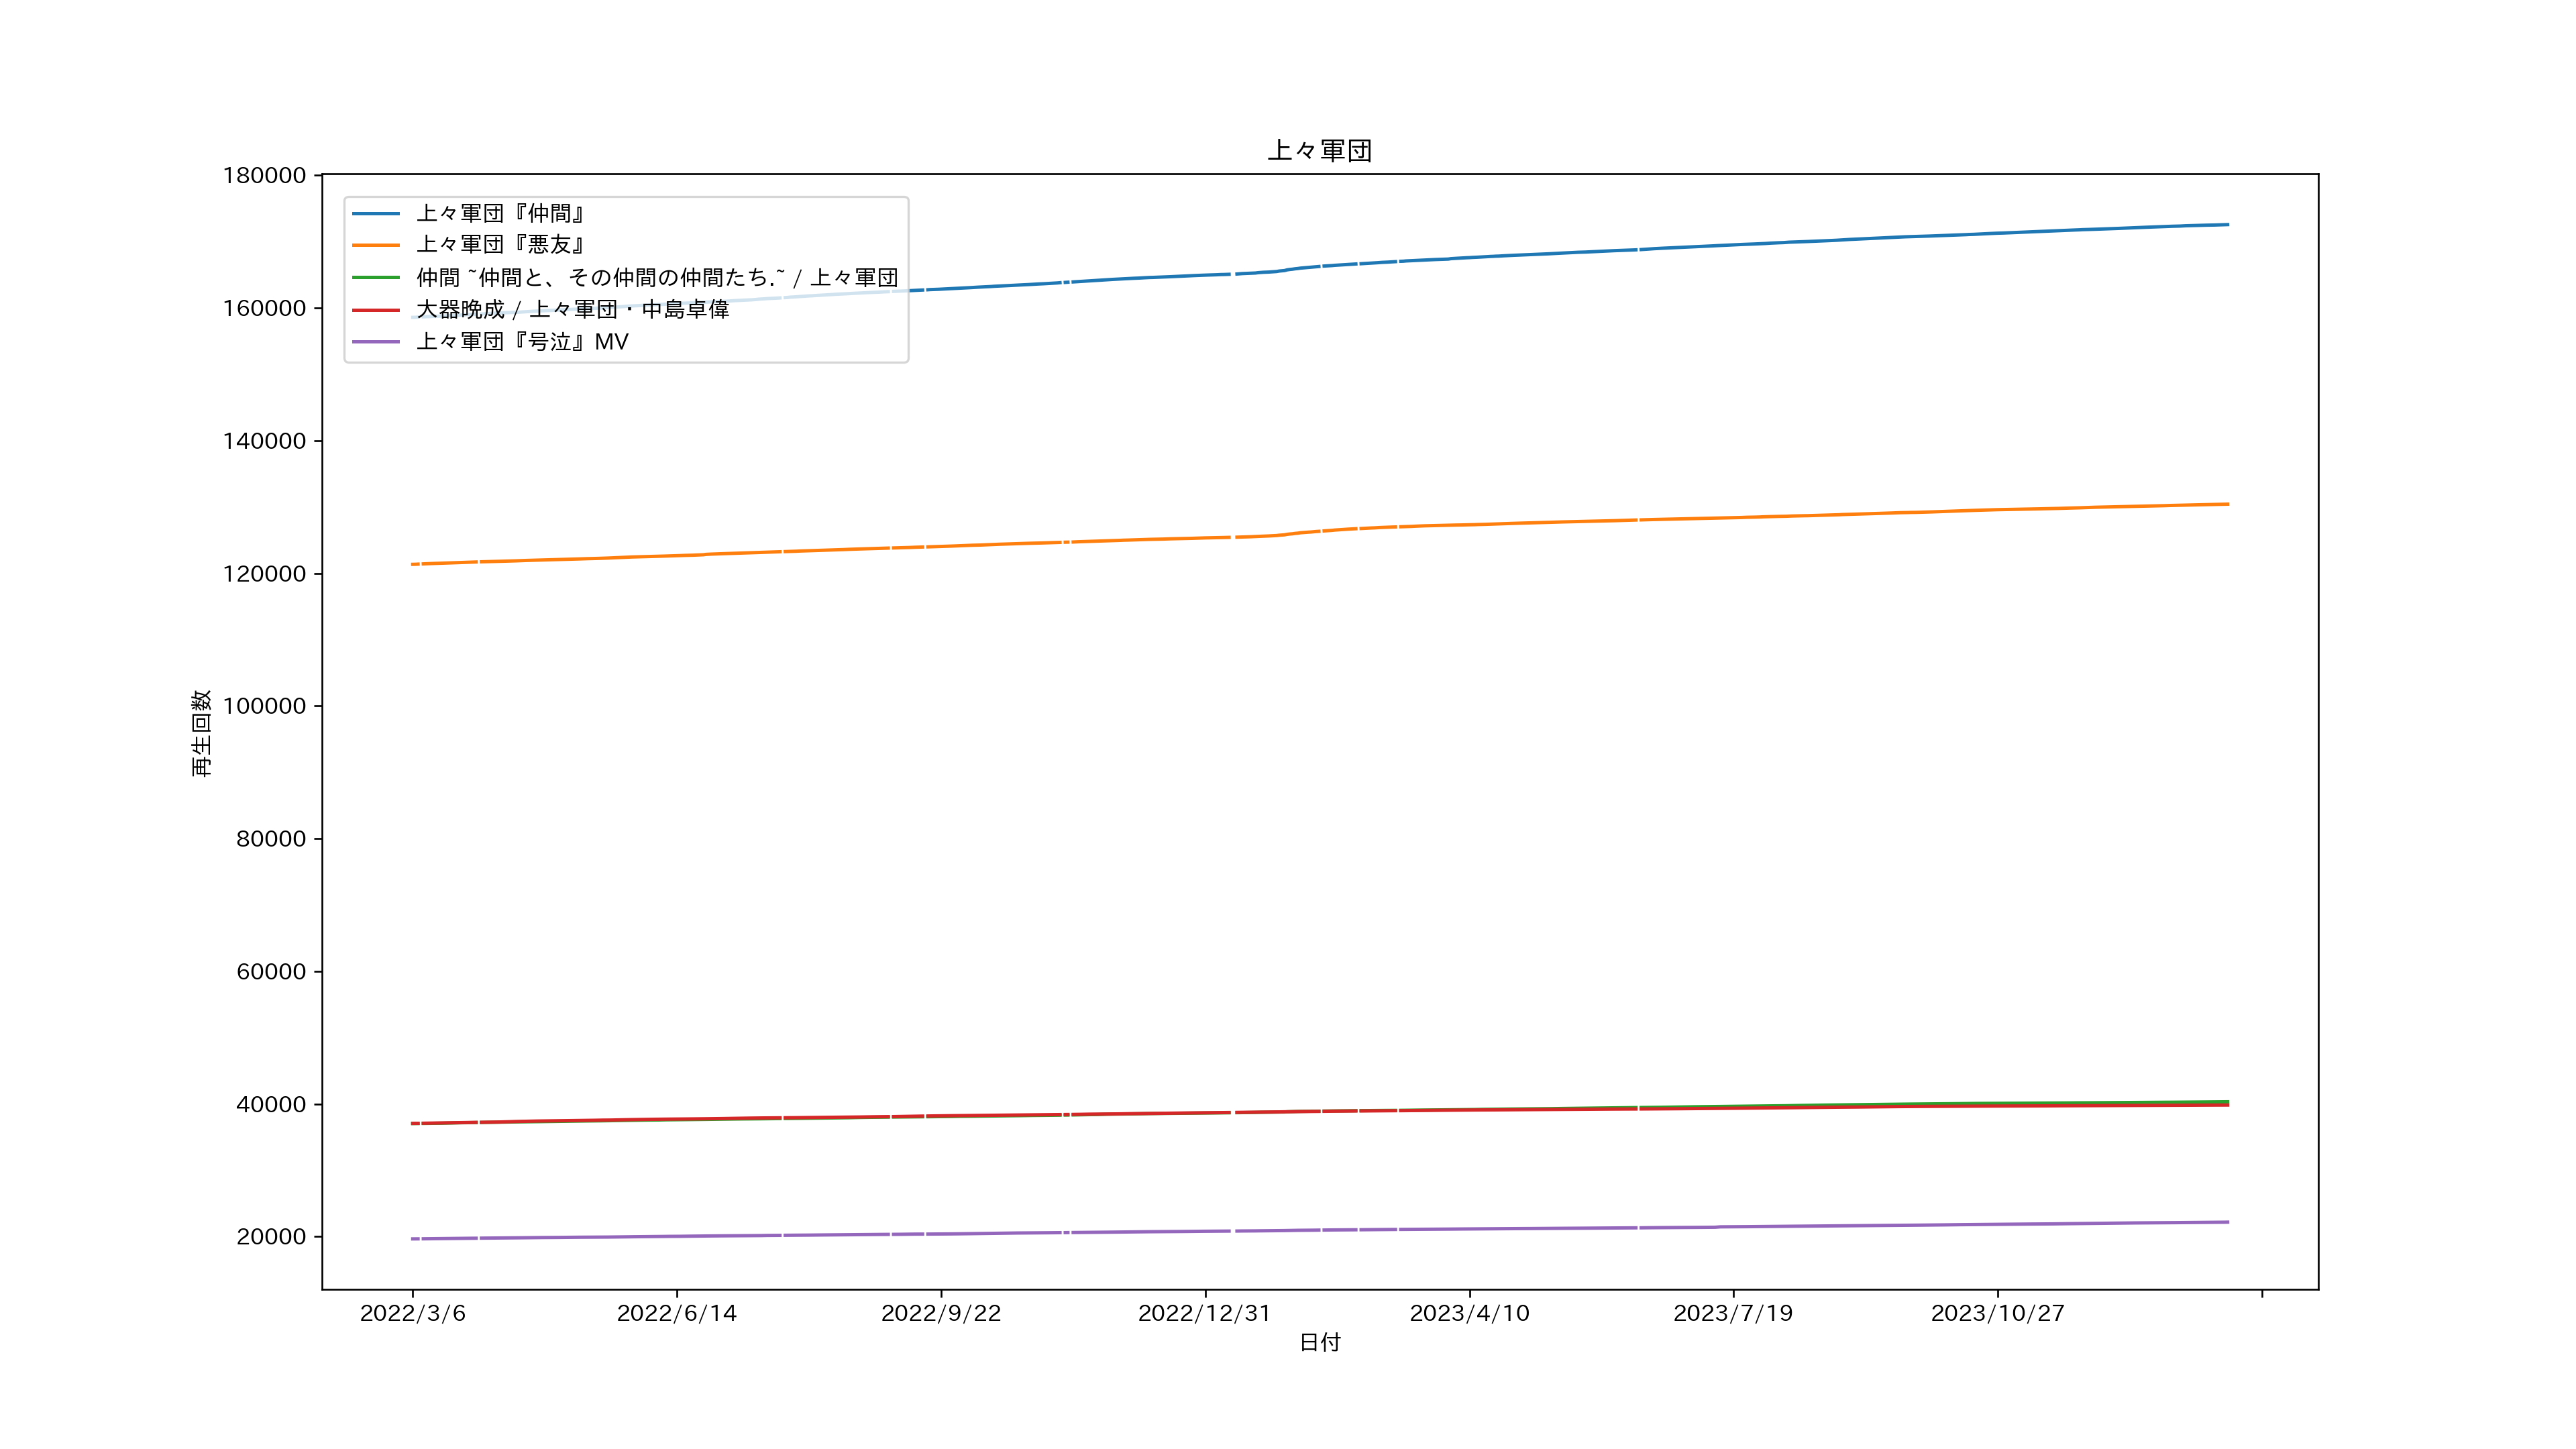 上々軍団
180000
160000
140000
120000
100000
80000
60000
40000
20000
再生回数
上々軍団『仲間』
上々軍団『悪友』
仲間 ~仲間と、その仲間の仲間たち.~ / 上々軍団
大器晩成 / 上々軍団・中島卓偉
上々軍団『号泣』MV
2022/3/6
2022/6/14
2022/9/22
2022/12/31
2023/4/10
2023/7/19
2023/10/27
日付